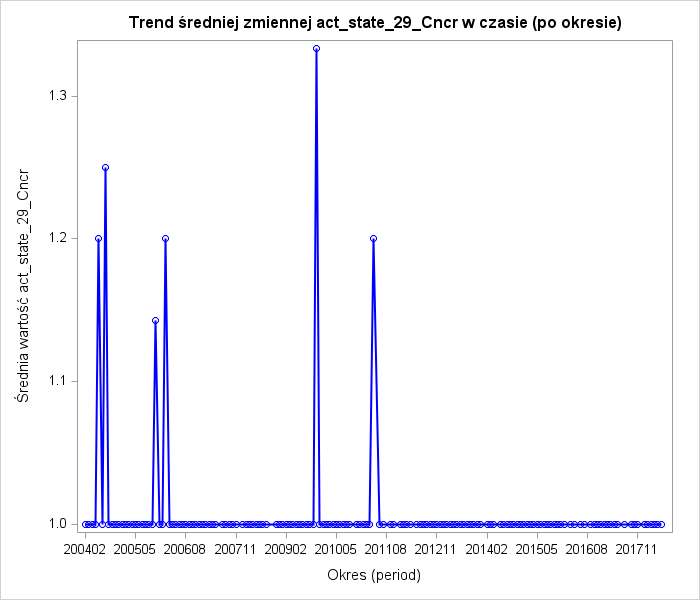 Trend średniej zmiennej act_state_29_Cncr w czasie (po okresie)
Średnia wartość act_state_29_Cncr
1.3
1.2
1.1
1.0
200402 200505 200608 200711 200902 201005 201108 201211 201402 201505 201608 201711
Okres (period)